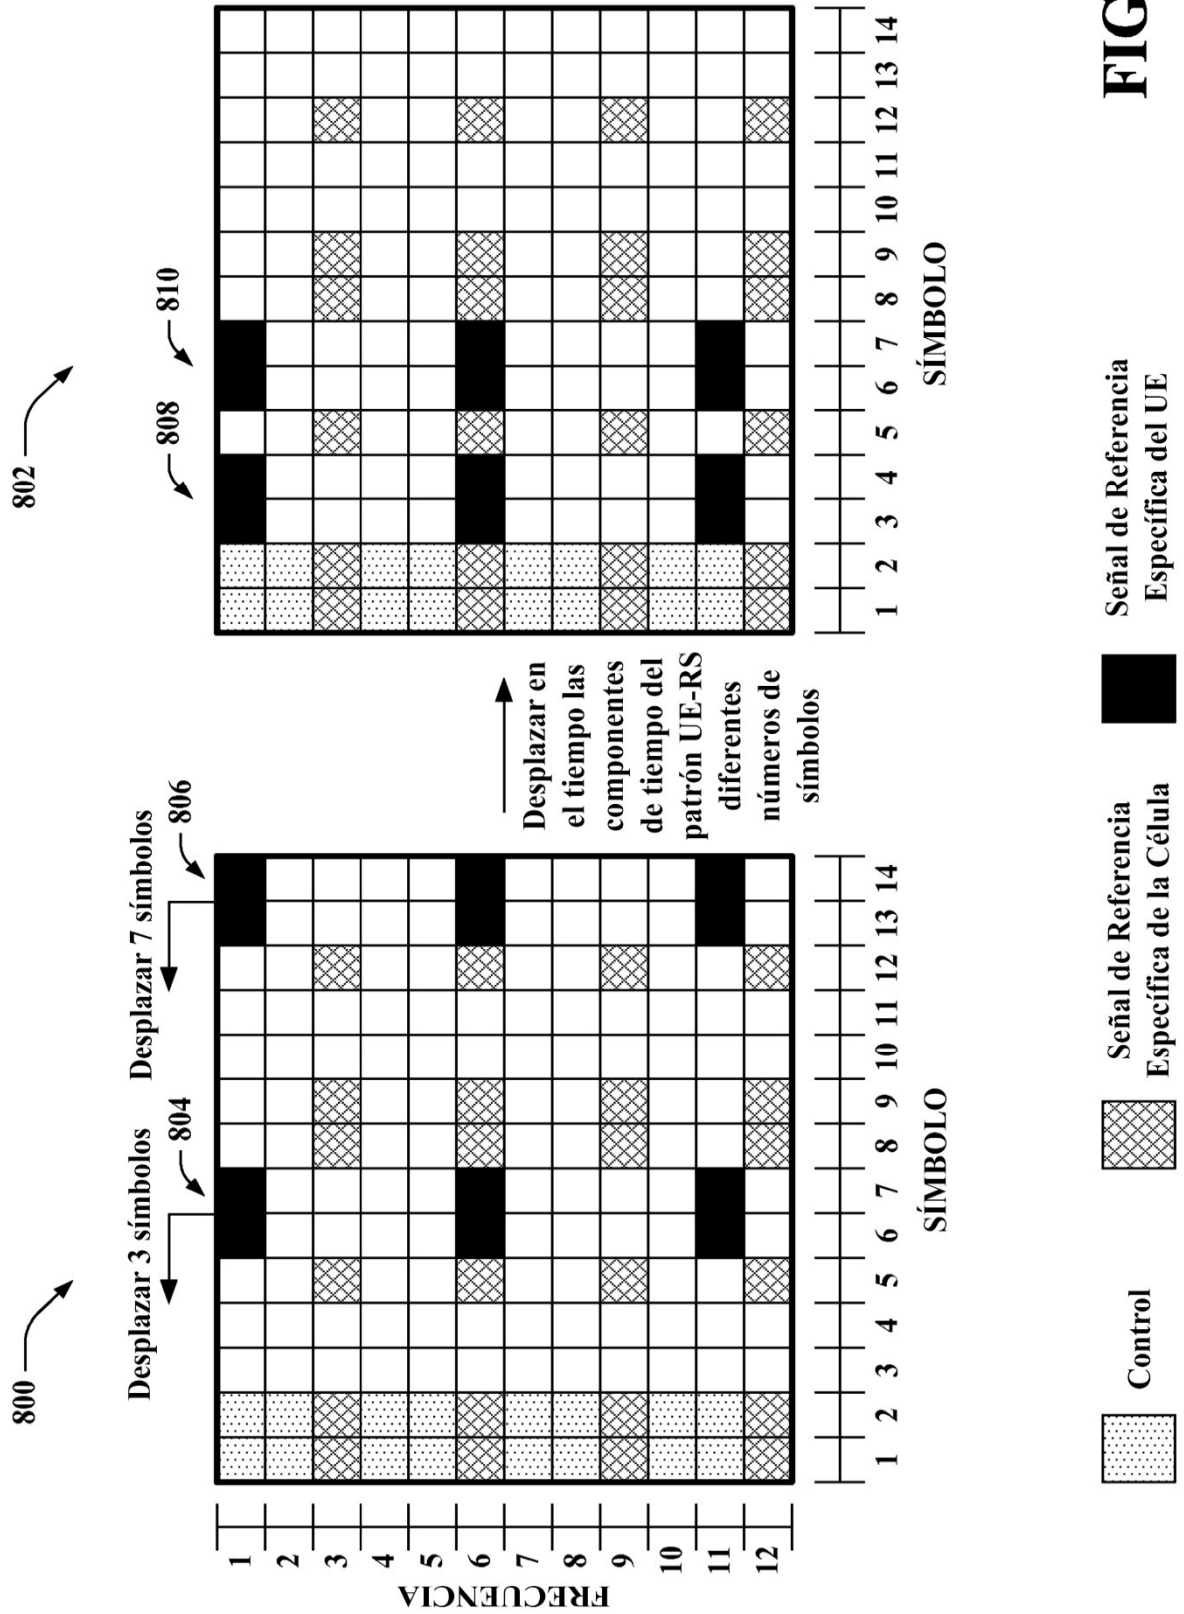 800
802
Desplazar 3 símbolos
804
Desplazar 7 símbolos
806
808
810
FRECUENCIA
1
2
3
4
5
6
7
8
9
10
11
12
1 2 3 4 5 6 7 8 9 10 11 12 13 14
SÍMBOLO
Desplazar en
el tiempo las
componentes
de tiempo del
patrón UE-RS
diferentes
números de
símbolos
1 2 3 4 5 6 7 8 9 10 11 12 13 14
SÍMBOLO
Control
Señal de Referencia
Específica de la Célula
Señal de Referencia
Específica del UE
FIG